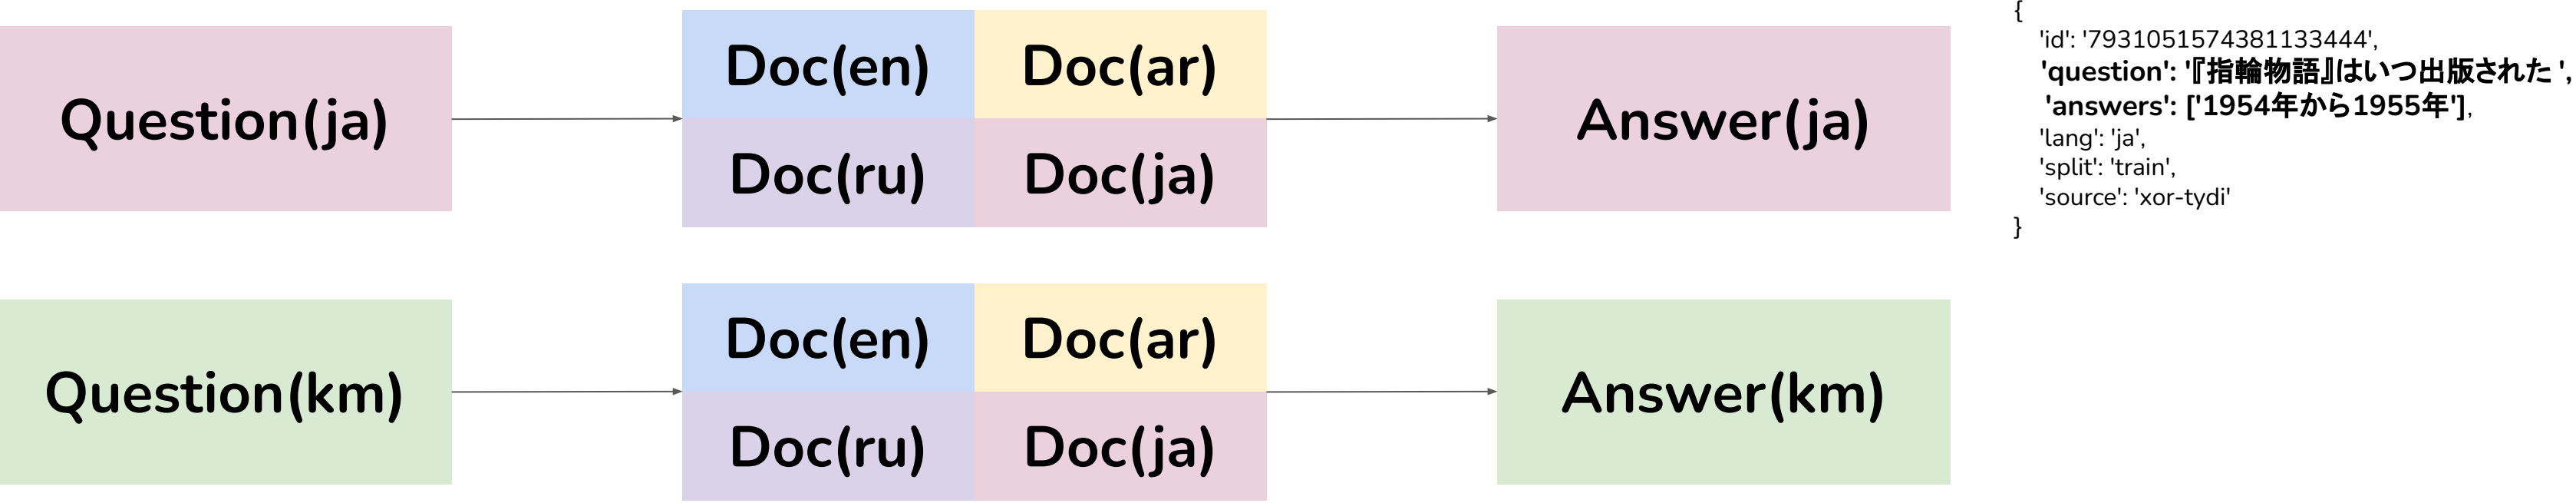 Question(ja)
Doc(en)
Doc(ar)
Doc(ru)
Doc(ja)
Answer(ja)
{
'id': '7931051574381133444',
'question': '『指輪物語』はいつ出版された ',
'answers': ['1954年から1955年'],
'lang': 'ja',
'split': 'train',
'source': 'xor-tydi'
}
Question(km)
Doc(en)
Doc(ar)
Doc(ru)
Doc(ja)
Answer(km)